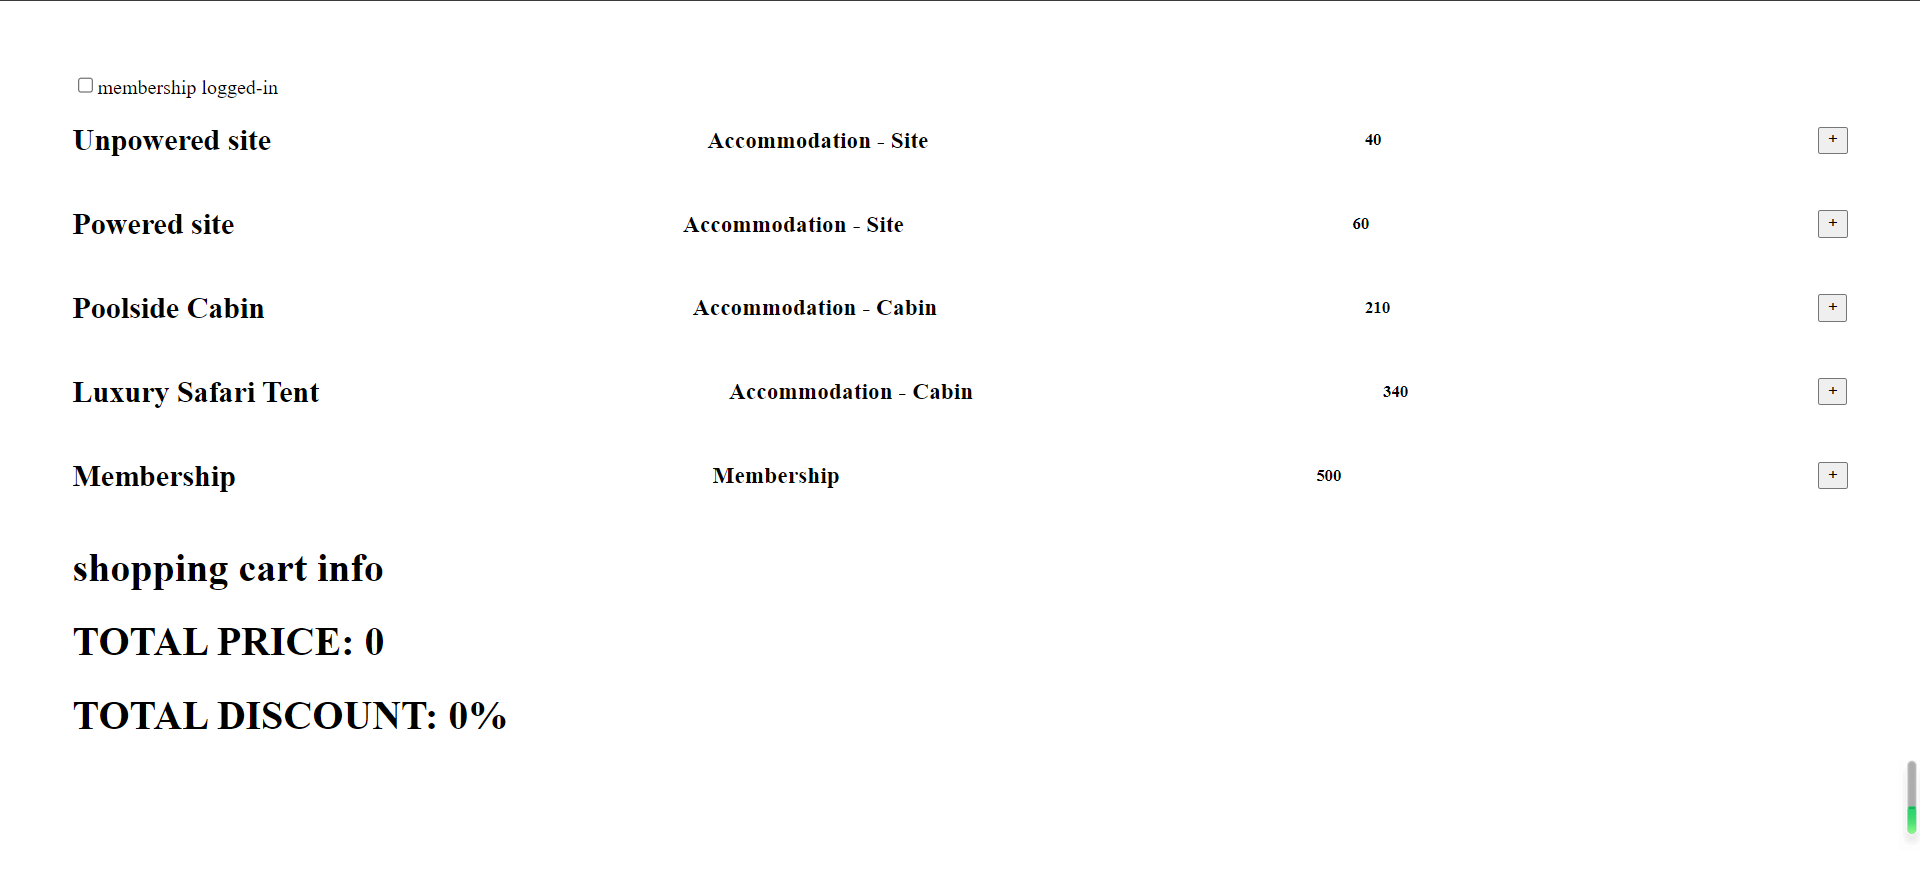 membership logged-in
Unpowered site Accommodation - Site 40 +
Powered site Accommodation - Site 60 +
Poolside Cabin Accommodation - Cabin 210 +
Luxury Safari Tent Accommodation - Cabin 340 +
Membership Membership 500 +
shopping cart info
TOTAL PRICE: 0
TOTAL DISCOUNT: 0%